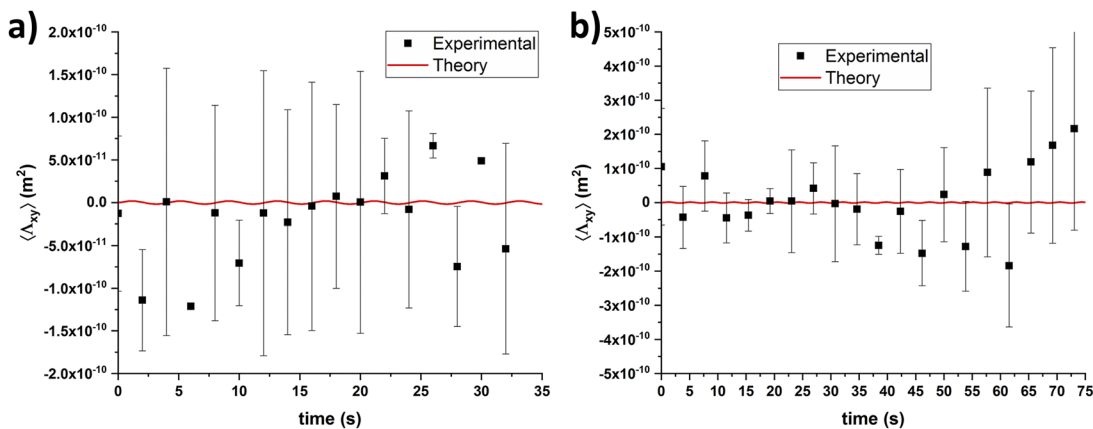 a)
2.0x10⁻¹⁰
1.5x10⁻¹⁰
1.0x10⁻¹⁰
5.0x10⁻¹¹
0.0
-5.0x10⁻¹¹
-1.0x10⁻¹⁰
-1.5x10⁻¹⁰
-2.0x10⁻¹⁰
⟨Λxy⟩ (m²)
Experimental
Theory
0 5 10 15 20 25 30 35
time (s)
b)
5x10⁻¹⁰
4x10⁻¹⁰
3x10⁻¹⁰
2x10⁻¹⁰
1x10⁻¹⁰
0.0
-1x10⁻¹⁰
-2x10⁻¹⁰
-3x10⁻¹⁰
-4x10⁻¹⁰
-5x10⁻¹⁰
⟨Λxy⟩ (m²)
Experimental
Theory
0 5 10 15 20 25 30 35 40 45 50 55 60 65 70 75
time (s)